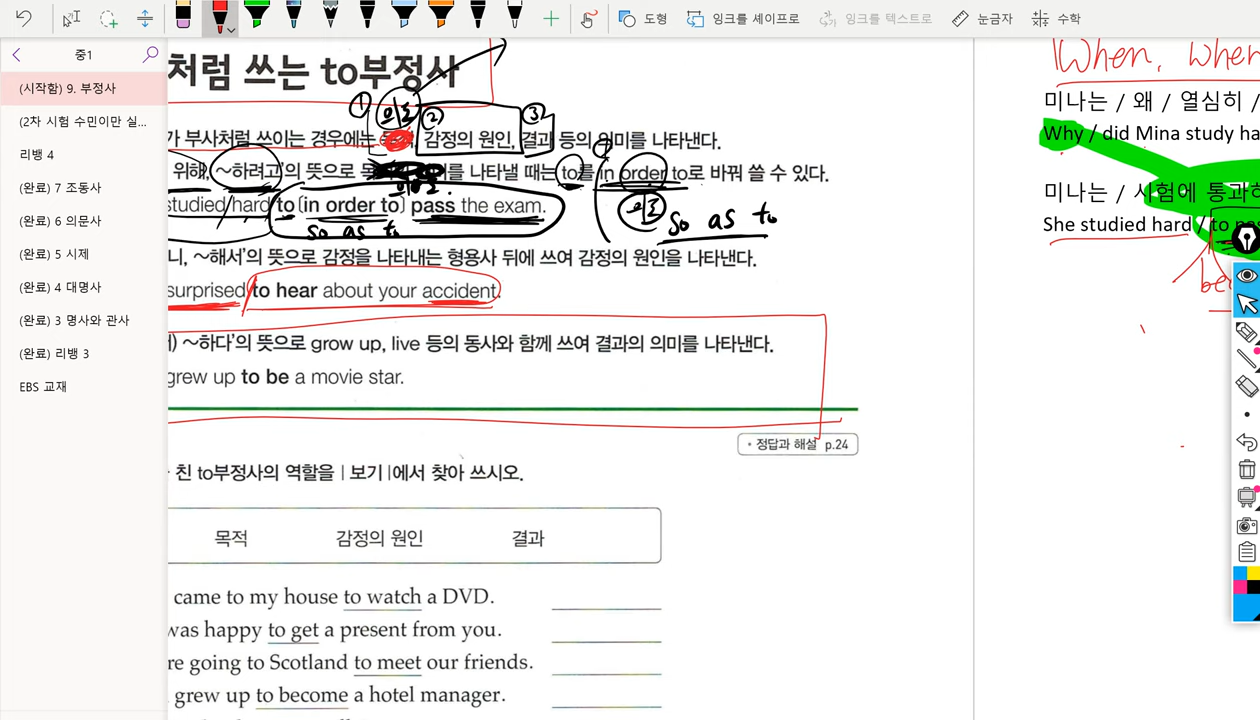 도형
잉크를 셰이프로
잉크를 텍스트로
눈금자
수학
중1
(시작함) 9. 부정사
(2차 시험 수민이만 실...
리뱅 4
(완료) 7 조동사
(완료) 6 의문사
(완료) 5 시제
(완료) 4 대명사
(완료) 3 명사와 관사
(완료) 리뱅 3
EBS 교재
처럼 쓰는 to부정사
① 의도 ② ③
가 부사처럼 쓰이는 경우에는 감정의 원인, 결과 등의 의미를 나타낸다.
위해, ~하려고'의 뜻으로 를 나타낼 때는 to를 in order to로 바꿔 쓸 수 있다.
의도
studied hard to [in order to] pass the exam.
so as to
의도
so as to
니, ~해서'의 뜻으로 감정을 나타내는 형용사 뒤에 쓰여 감정의 원인을 나타낸다.
surprised to hear about your accident.
) ~하다'의 뜻으로 grow up, live 등의 동사와 함께 쓰여 결과의 의미를 나타낸다.
grew up to be a movie star.
• 정답과 해설 p.24
친 to부정사의 역할을 | 보기 |에서 찾아 쓰시오.
목적 감정의 원인 결과
came to my house to watch a DVD.
was happy to get a present from you.
re going to Scotland to meet our friends.
grew up to become a hotel manager.
When, wher
미나는 / 왜 / 열심히 /
Why / did Mina study ha
미나는 / 시험에 통과하
She studied hard / to pas
be